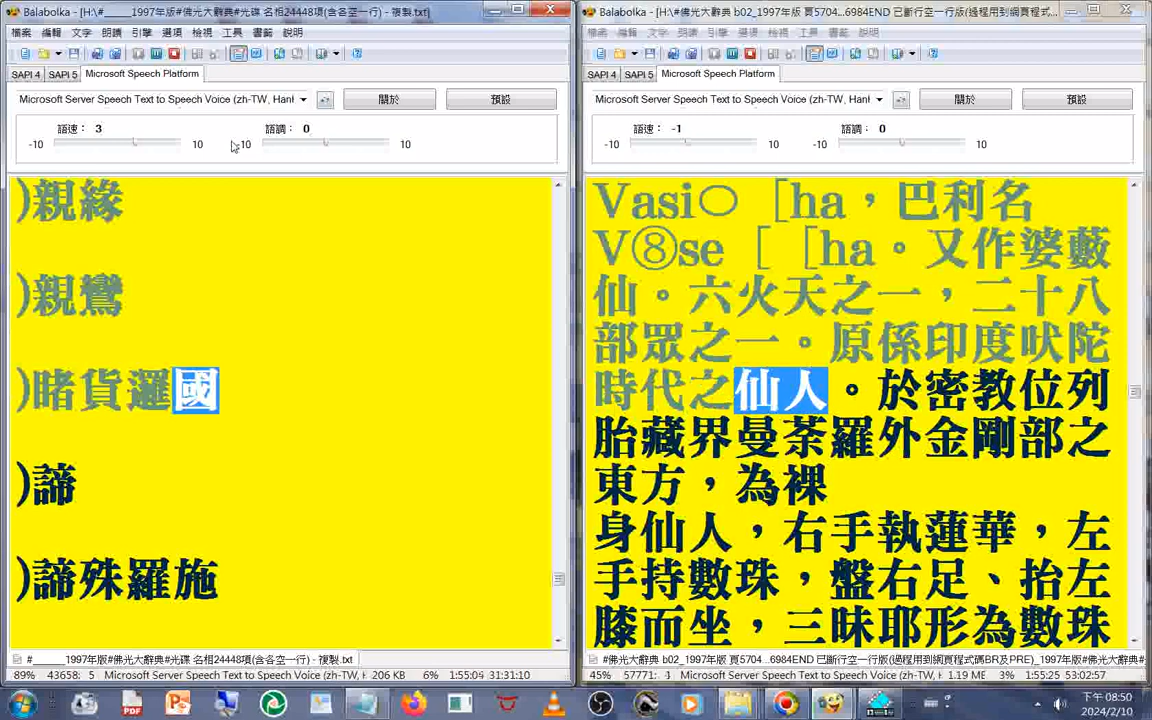 Balabolka - [H:\#_____1997年版#佛光大辭典#光碟 名相24448項(含各空一行) - 複製.txt]
檔案 編輯 文字 朗讀 引擎 選項 檢視 工具 書籤 說明
SAPI 4 SAPI 5 Microsoft Speech Platform
Microsoft Server Speech Text to Speech Voice (zh-TW, Hanl
關於 預設
語速： 3 語調： 0
-10 10 -10 10
)親緣
)親鸞
)睹貨邏國
)諦
)諦殊羅施
#_____1997年版#佛光大辭典#光碟 名相24448項(含各空一行) - 複製.txt
89% 43658: 5 Microsoft Server Speech Text to Speech Voice (zh-TW, H 206 KB 6% 1:55:04 31:31:10
Balabolka - [H:\#佛光大辭典 b02_1997年版 頁5704...6984END 已斷行空一行版(過程用到網頁程式...
檔案 編輯 文字 朗讀 引擎 選項 檢視 工具 書籤 說明
SAPI 4 SAPI 5 Microsoft Speech Platform
Microsoft Server Speech Text to Speech Voice (zh-TW, Hanl
關於 預設
語速： -1 語調： 0
-10 10 -10 10
Vasi○［ha，巴利名
V⑧se［［ha。又作婆藪
仙。六火天之一，二十八
部眾之一。原係印度吠陀
時代之仙人。於密教位列
胎藏界曼荼羅外金剛部之
東方，為裸
身仙人，右手執蓮華，左
手持數珠，盤右足、抬左
膝而坐，三昧耶形為數珠
#佛光大辭典 b02_1997年版 頁5704...6984END 已斷行空一行版(過程用到網頁程式碼BR及PRE)_1997年版#佛光大辭典#
45% 57771: Microsoft Server Speech Text to Speech Voice (zh-TW, H 1.19 MB 3% 1:55:25 53:02:57
下午 08:50
2024/2/10